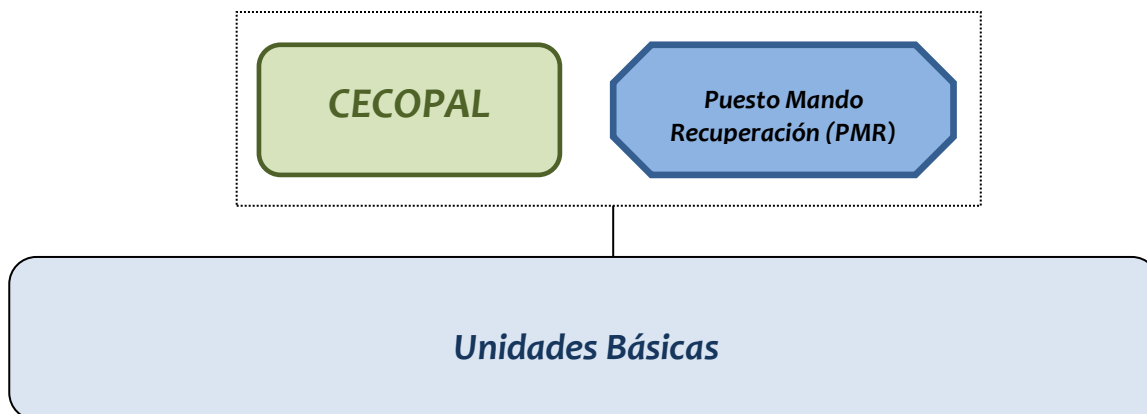 CECOPAL
Puesto Mando
Recuperación (PMR)
Unidades Básicas